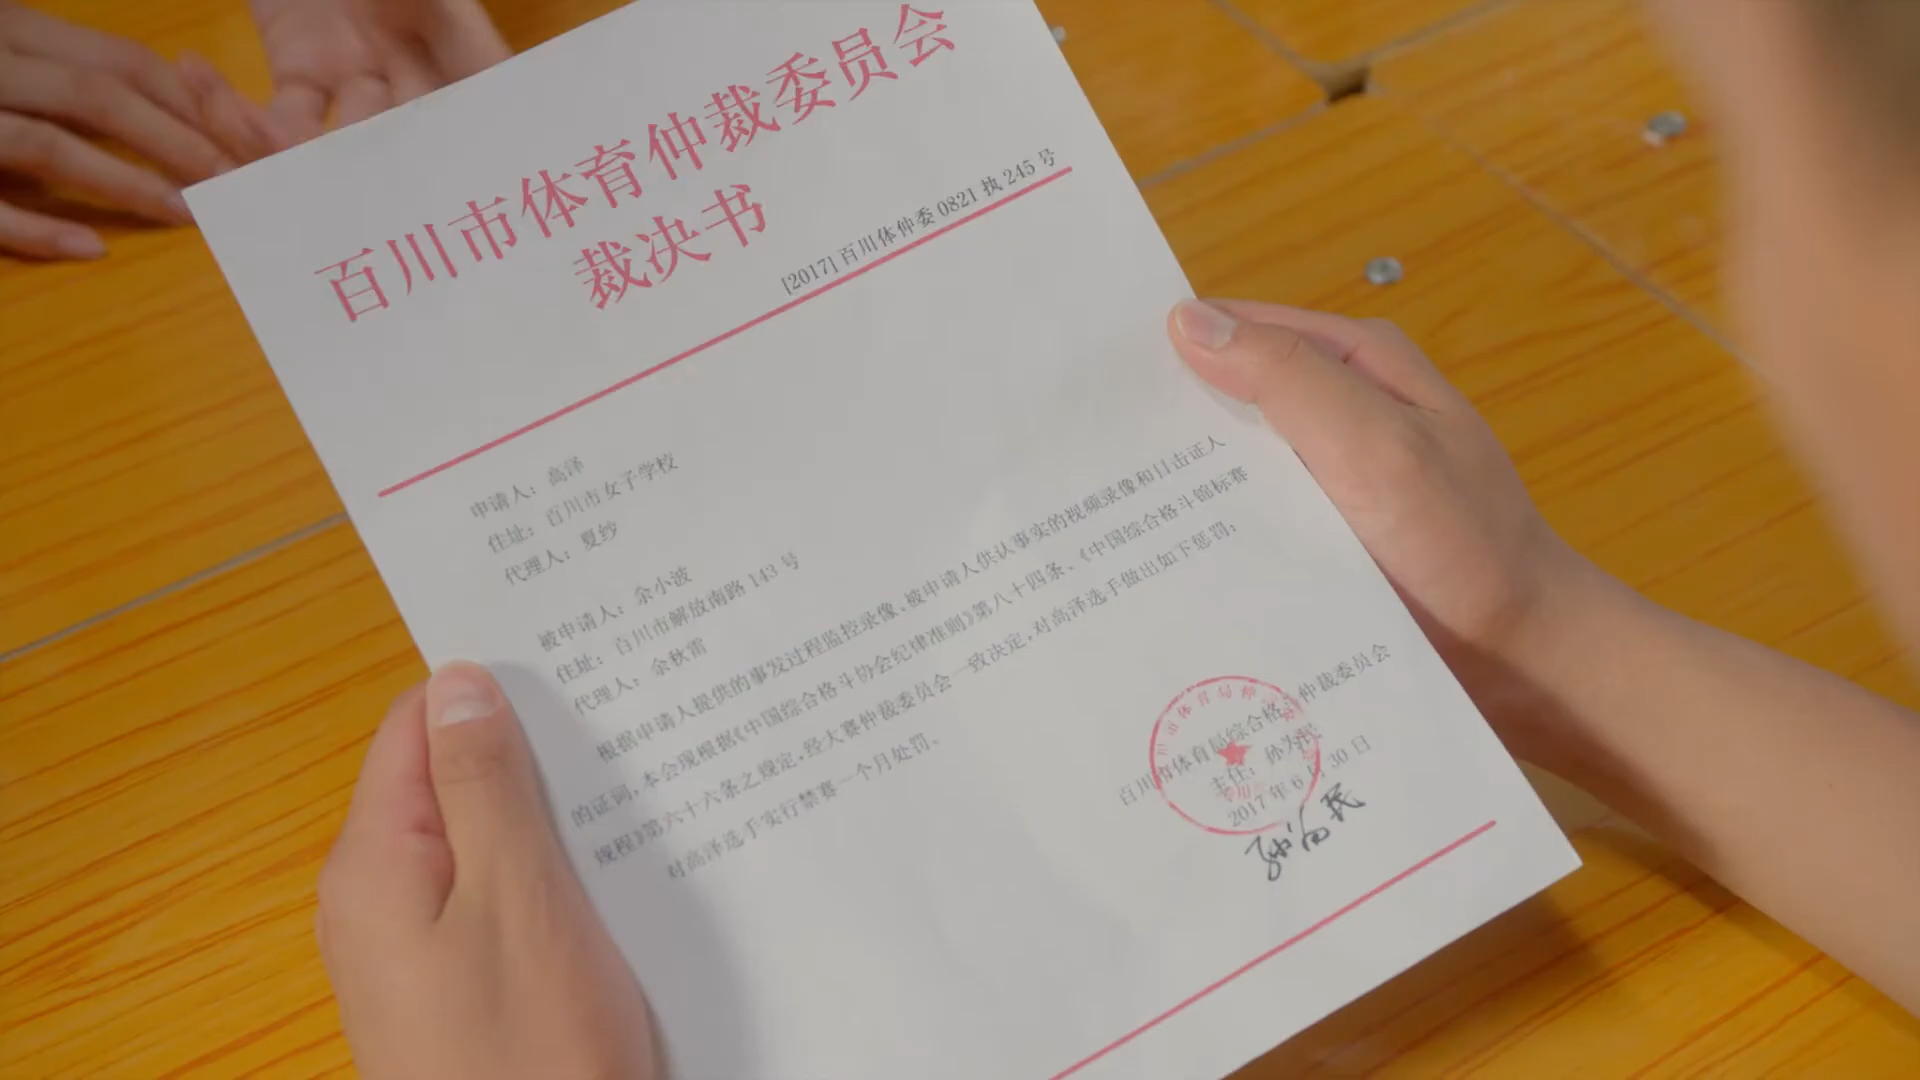 百川市体育仲裁委员会
裁决书
[2017] 百川体仲委 0821 执 245 号
申请人：高泽
住址：百川市女子学校
代理人：夏纱
被申请人：余小波
住址：百川市解放南路 143 号
代理人：余秋雷
根据申请人提供的事发过程监控录像、被申请人供认事实的视频录像和目击证人
的证词，本会现根据《中国综合格斗协会纪律准则》第八十四条、《中国综合格斗锦标赛
规程》第六十六条之规定，经大赛仲裁委员会一致决定，对高泽选手做出如下惩罚：
对高泽选手实行禁赛一个月处罚。
百川市体育局综合格 仲裁委员会
主任：孙为民
2017 年 6 月 30 日
孙为民